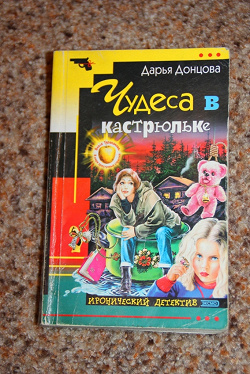 Дарья Донцова
Чудеса в
кастрюльке
ИРОНИЧЕСКИЙ ДЕТЕКТИВ